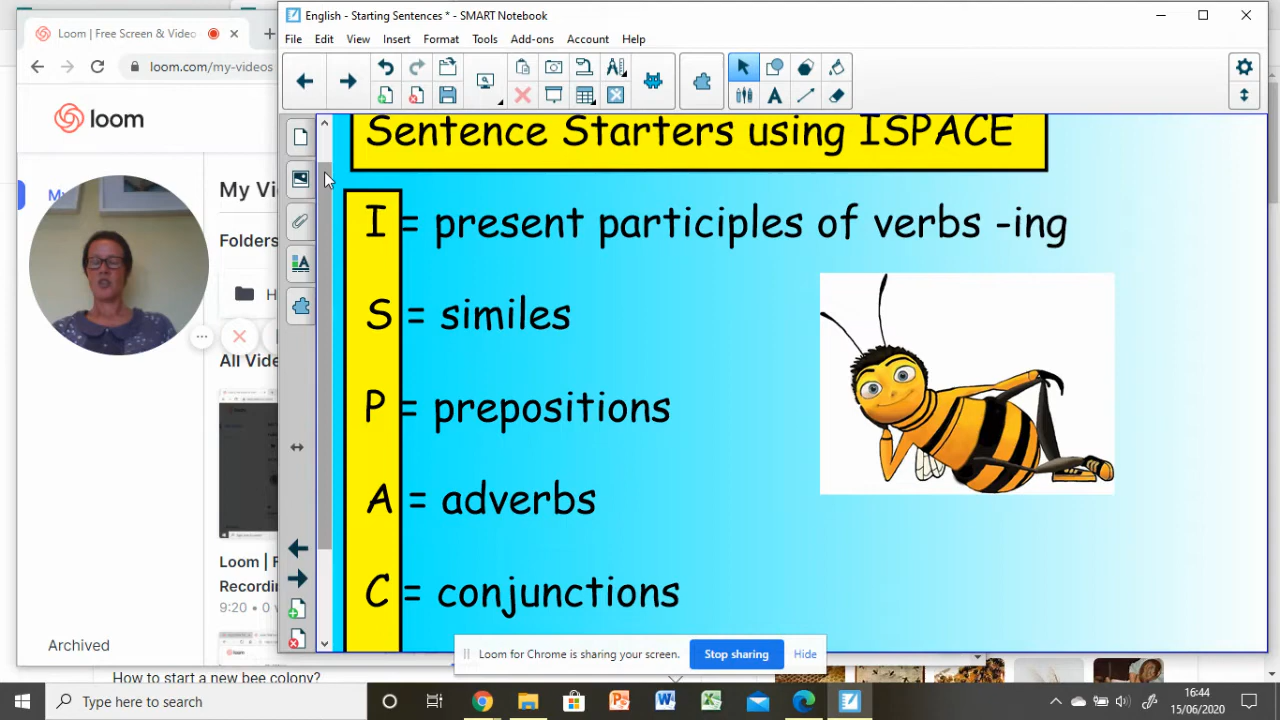 Loom | Free Screen & Video
loom.com/my-videos
loom
My Vi
Folders
H
All Vide
Loom | F
Recordin
9:20 • 0 v
Archived
How to start a new bee colony?
English - Starting Sentences * - SMART Notebook
File Edit View Insert Format Tools Add-ons Account Help
Sentence Starters using ISPACE
I = present participles of verbs -ing
S = similes
P = prepositions
A = adverbs
C = conjunctions
Loom for Chrome is sharing your screen. Stop sharing Hide
Type here to search
16:44
15/06/2020